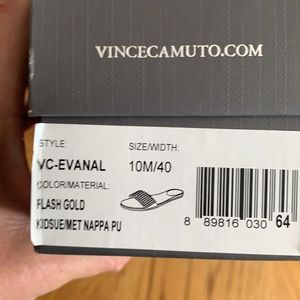 VINCECAMUTO.COM
STYLE: SIZE/WIDTH:
VC-EVANAL 10M/40
COLOR/MATERIAL:
FLASH GOLD
KIDSUE/MET NAPPA PU
8 89816 030 64